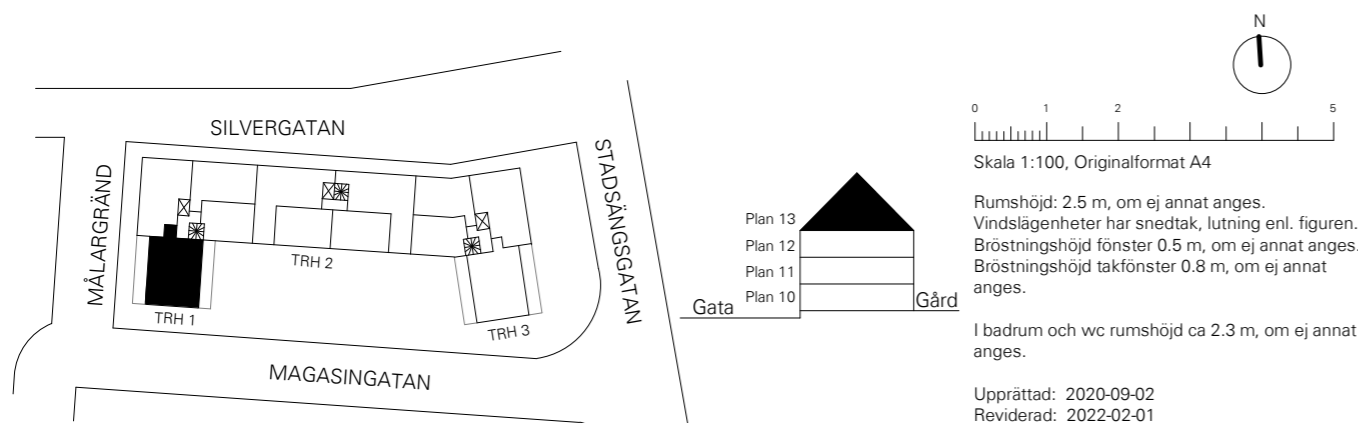 N
0 1 2 5
Skala 1:100, Originalformat A4
Rumshöjd: 2.5 m, om ej annat anges.
Vindslägenheter har snedtak, lutning enl. figuren.
Bröstningshöjd fönster 0.5 m, om ej annat anges.
Bröstningshöjd takfönster 0.8 m, om ej annat
anges.
I badrum och wc rumshöjd ca 2.3 m, om ej annat
anges.
Upprättad: 2020-09-02
Reviderad: 2022-02-01
SILVERGATAN
STADSÄNGSGATAN
MÅLARGRÄND
TRH 2
TRH 1
TRH 3
MAGASINGATAN
Plan 13
Plan 12
Plan 11
Plan 10
Gata
Gård